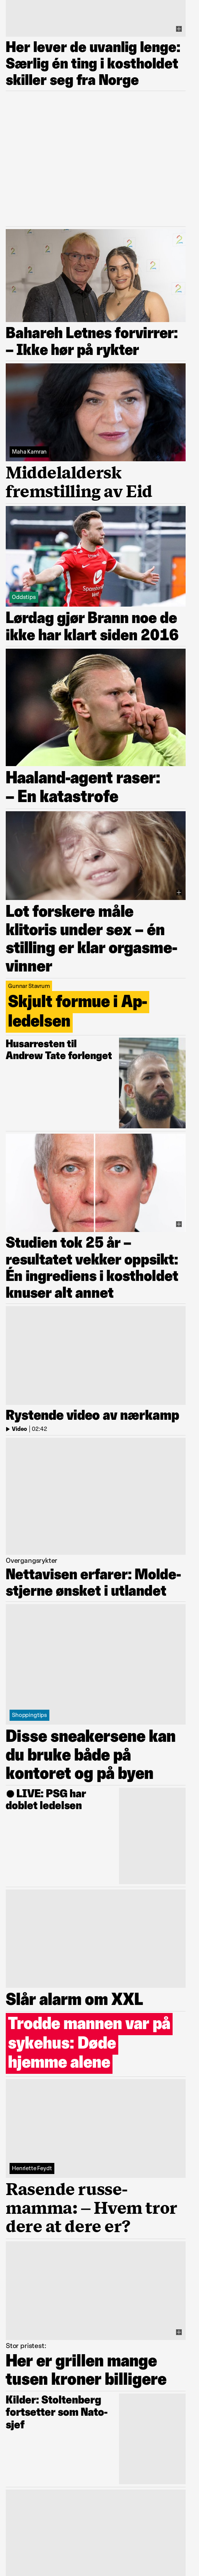 Her lever de uvanlig lenge:
Særlig én ting i kostholdet
skiller seg fra Norge
Bahareh Letnes forvirrer:
– Ikke hør på rykter
Maha Kamran
Middelaldersk
fremstilling av Eid
Oddstips
Lørdag gjør Brann noe de
ikke har klart siden 2016
Haaland-agent raser:
– En katastrofe
Lot forskere måle
klitoris under sex – én
stilling er klar orgasme-
vinner
Gunnar Stavrum
Skjult formue i Ap-
ledelsen
Husarresten til
Andrew Tate forlenget
Studien tok 25 år –
resultatet vekker oppsikt:
Én ingrediens i kostholdet
knuser alt annet
Rystende video av nærkamp
Video | 02:42
Overgangsrykter
Nettavisen erfarer: Molde-
stjerne ønsket i utlandet
Shoppingtips
Disse sneakersene kan
du bruke både på
kontoret og på byen
LIVE: PSG har
doblet ledelsen
Slår alarm om XXL
Trodde mannen var på
sykehus: Døde
hjemme alene
Henriette Feydt
Rasende russe-
mamma: – Hvem tror
dere at dere er?
Stor pristest:
Her er grillen mange
tusen kroner billigere
Kilder: Stoltenberg
fortsetter som Nato-
sjef